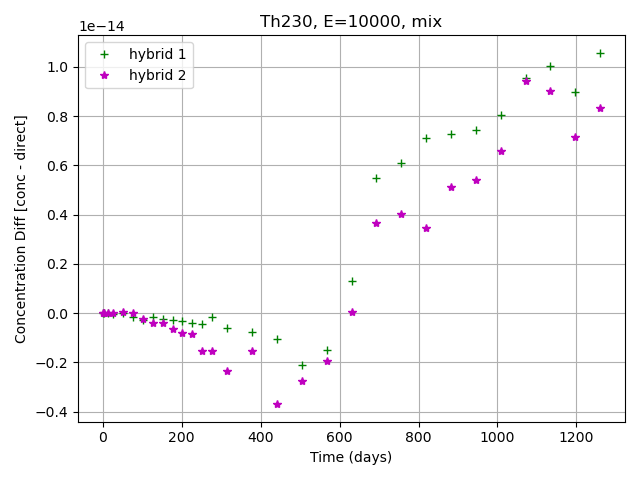 Th230, E=10000, mix
1e−14
hybrid 1
hybrid 2
1.0
0.8
0.6
0.4
0.2
0.0
−0.2
−0.4
Concentration Diff [conc - direct]
0 200 400 600 800 1000 1200
Time (days)